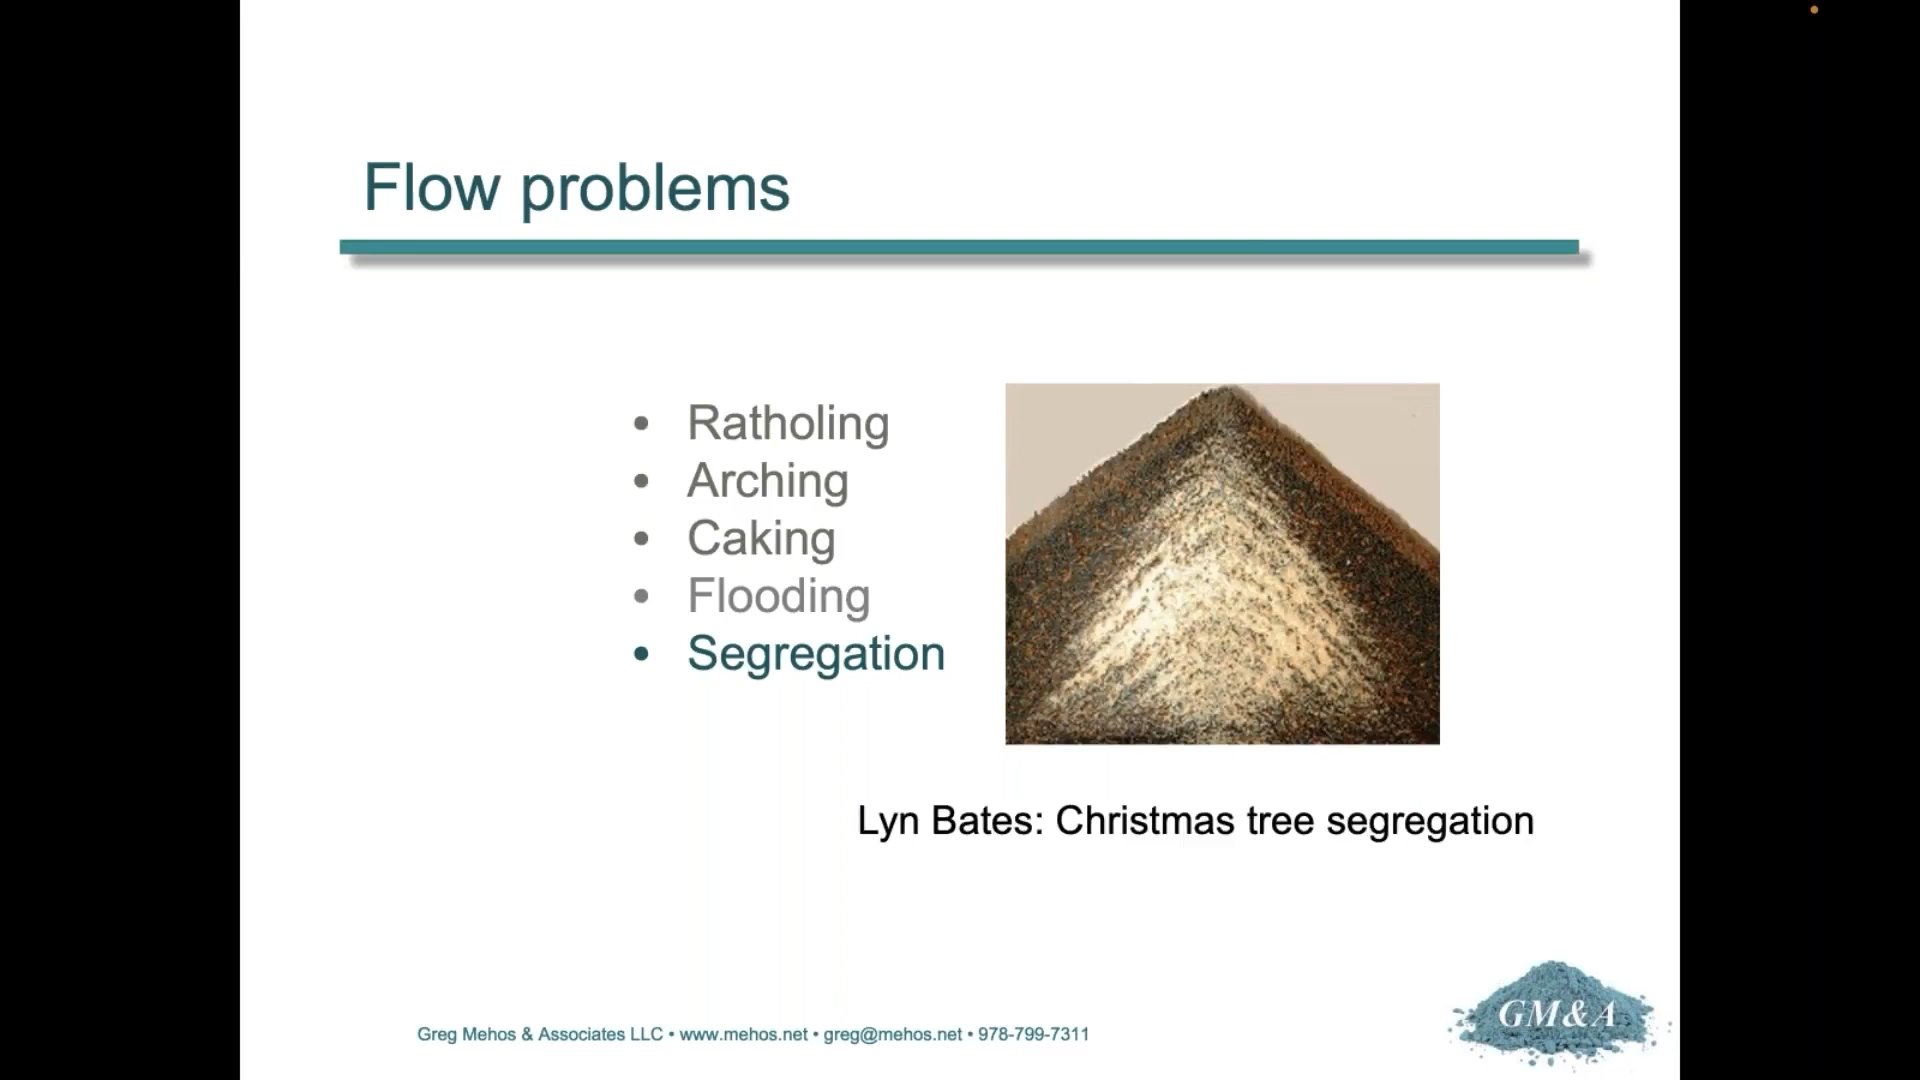 Flow problems
• Ratholing
• Arching
• Caking
• Flooding
• Segregation
Lyn Bates: Christmas tree segregation
Greg Mehos & Associates LLC • www.mehos.net • greg@mehos.net • 978-799-7311
GM&A